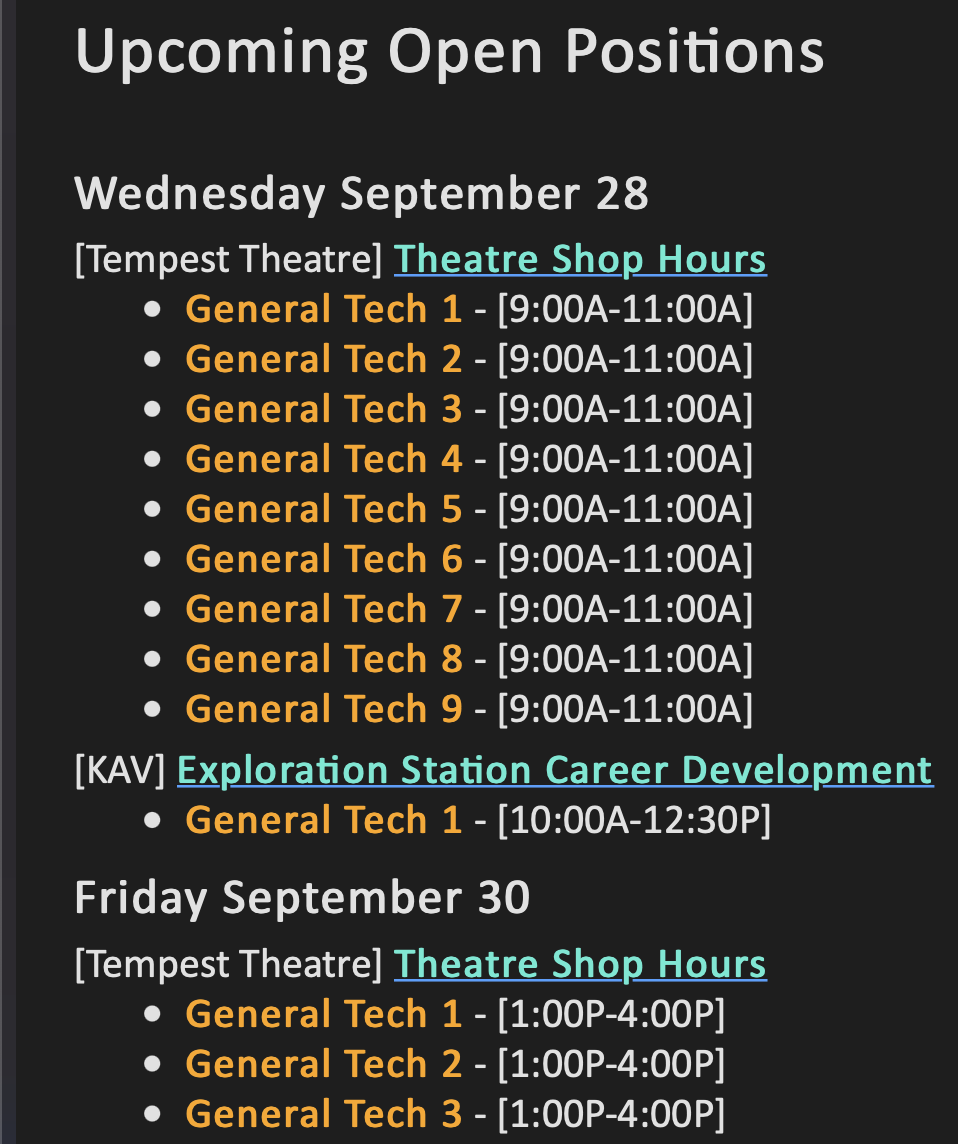 Upcoming Open Positions
Wednesday September 28
[Tempest Theatre] Theatre Shop Hours
• General Tech 1 - [9:00A-11:00A]
• General Tech 2 - [9:00A-11:00A]
• General Tech 3 - [9:00A-11:00A]
• General Tech 4 - [9:00A-11:00A]
• General Tech 5 - [9:00A-11:00A]
• General Tech 6 - [9:00A-11:00A]
• General Tech 7 - [9:00A-11:00A]
• General Tech 8 - [9:00A-11:00A]
• General Tech 9 - [9:00A-11:00A]
[KAV] Exploration Station Career Development
• General Tech 1 - [10:00A-12:30P]
Friday September 30
[Tempest Theatre] Theatre Shop Hours
• General Tech 1 - [1:00P-4:00P]
• General Tech 2 - [1:00P-4:00P]
• General Tech 3 - [1:00P-4:00P]